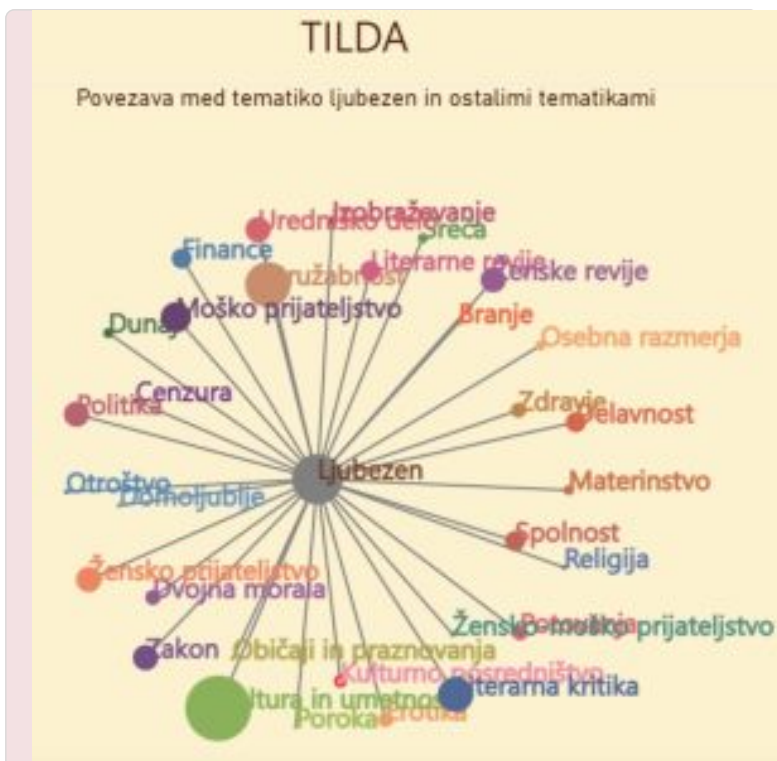 TILDA
Povezava med tematiko ljubezen in ostalimi tematikami
Izobraževanje
Uredniško delo
Sreča
Finance
Literarne revije
Ženske revije
Družabnost
Moško prijateljstvo
Branje
Dunaj
Osebna razmerja
Cenzura
Politika
Zdravje
Delavnost
Ljubezen
Otroštvo
Domoljublje
Materinstvo
Spolnost
Religija
Žensko prijateljstvo
Dvojna morala
Potovanja
Žensko-moško prijateljstvo
Zakon
Običaji in praznovanja
Kulturno posredništvo
Literarna kritika
Kultura in umetnost
Poroka
Erotika